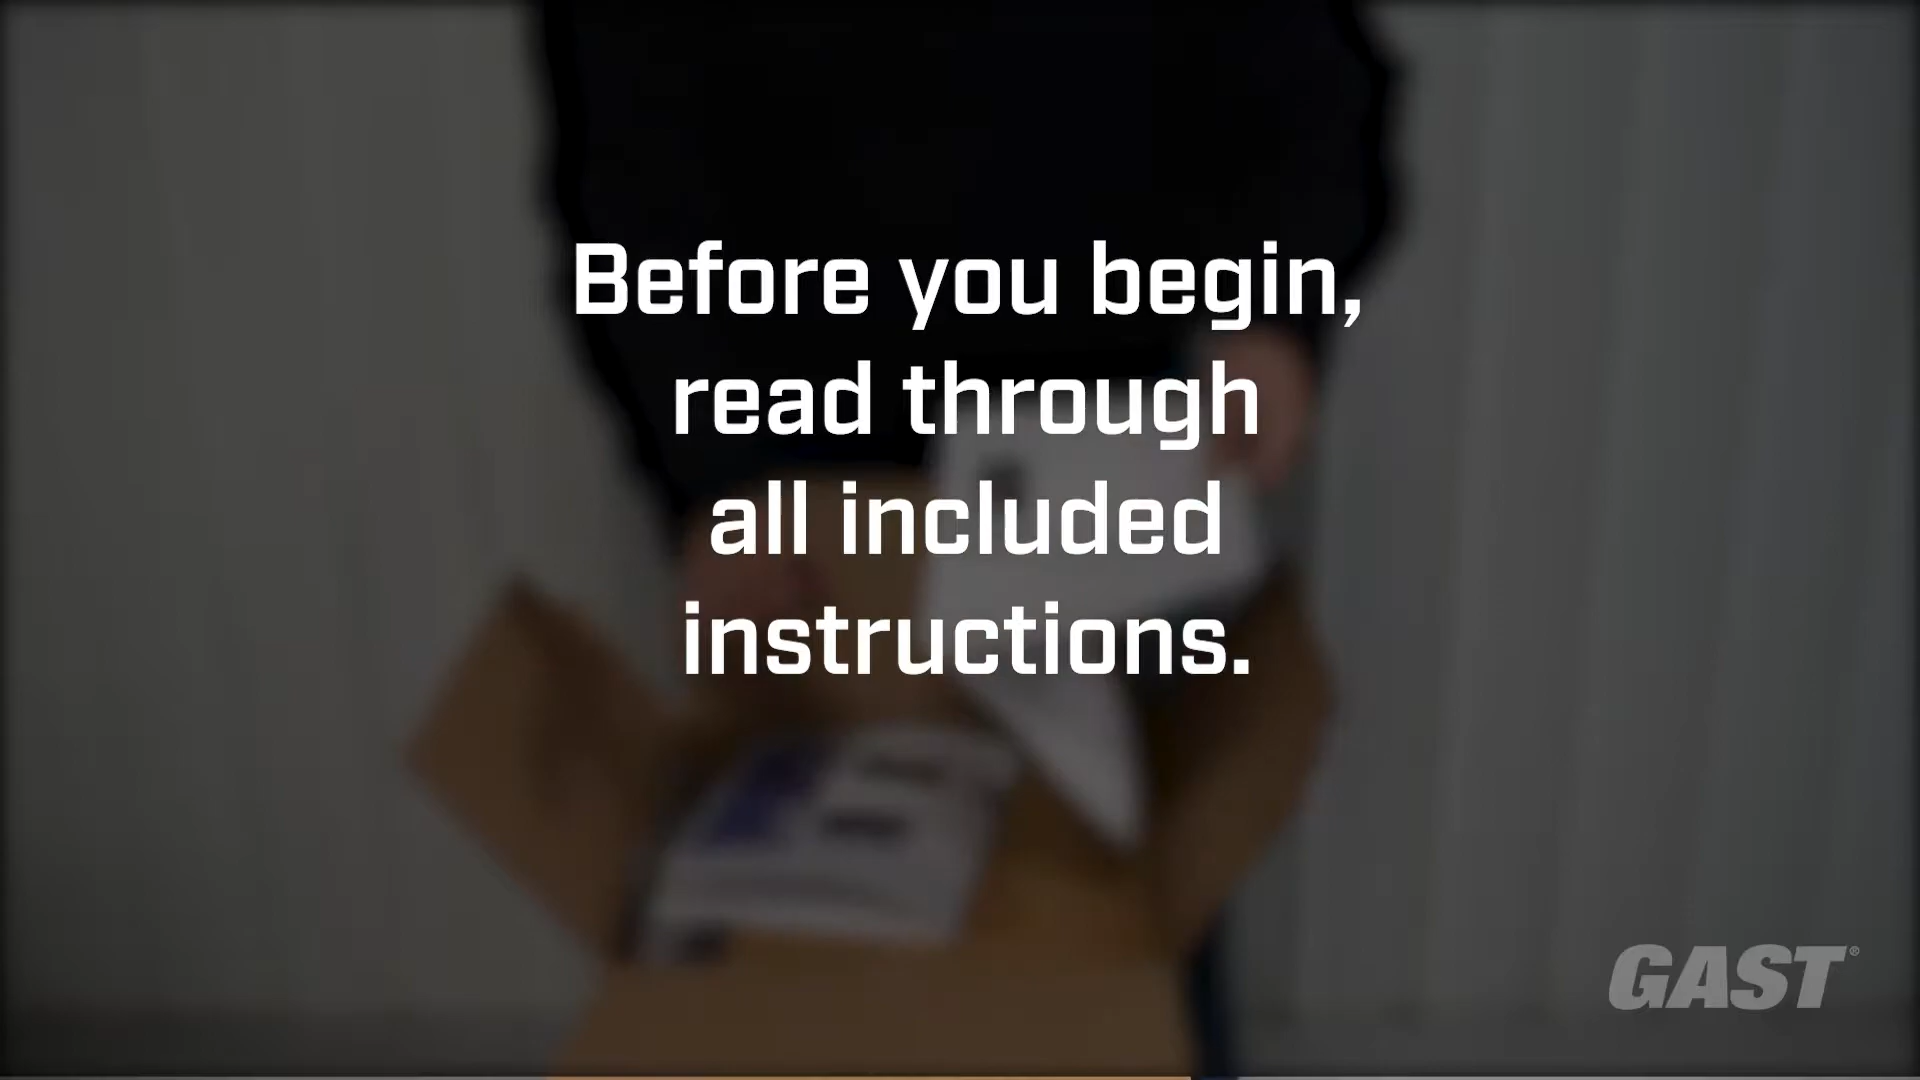 Before you begin,
read through
all included
instructions.
GAST®